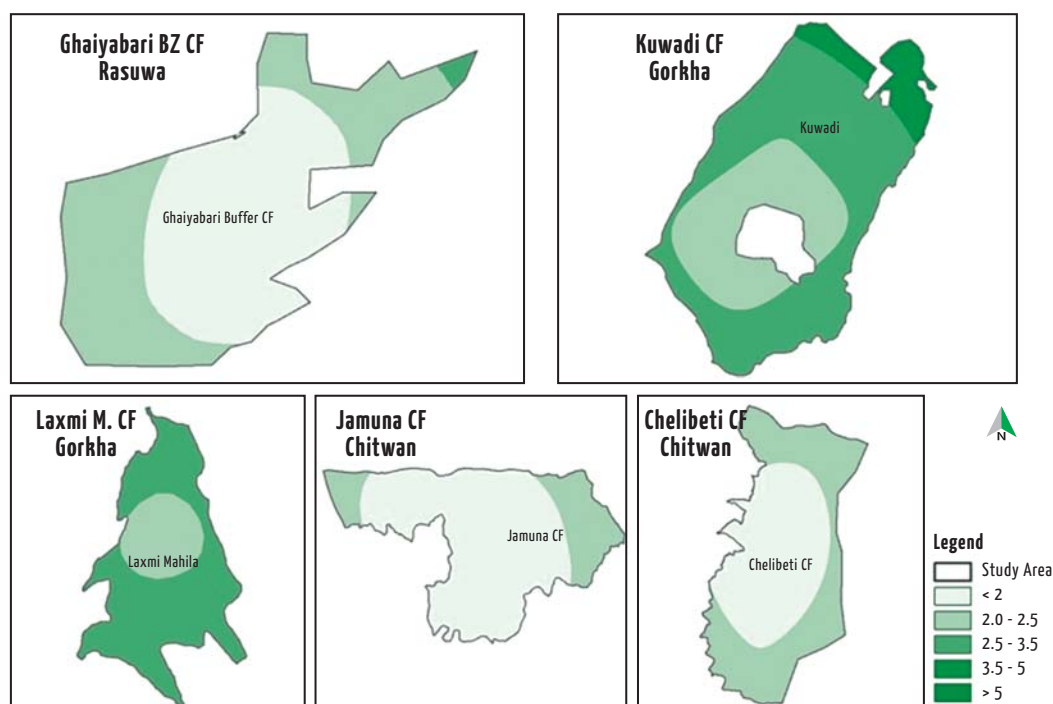 Ghaiyabari BZ CF
Rasuwa
Ghaiyabari Buffer CF
Kuwadi CF
Gorkha
Kuwadi
Laxmi M. CF
Gorkha
Laxmi Mahila
Jamuna CF
Chitwan
Jamuna CF
Chelibeti CF
Chitwan
Chelibeti CF
N
Legend
Study Area
< 2
2.0 - 2.5
2.5 - 3.5
3.5 - 5
> 5